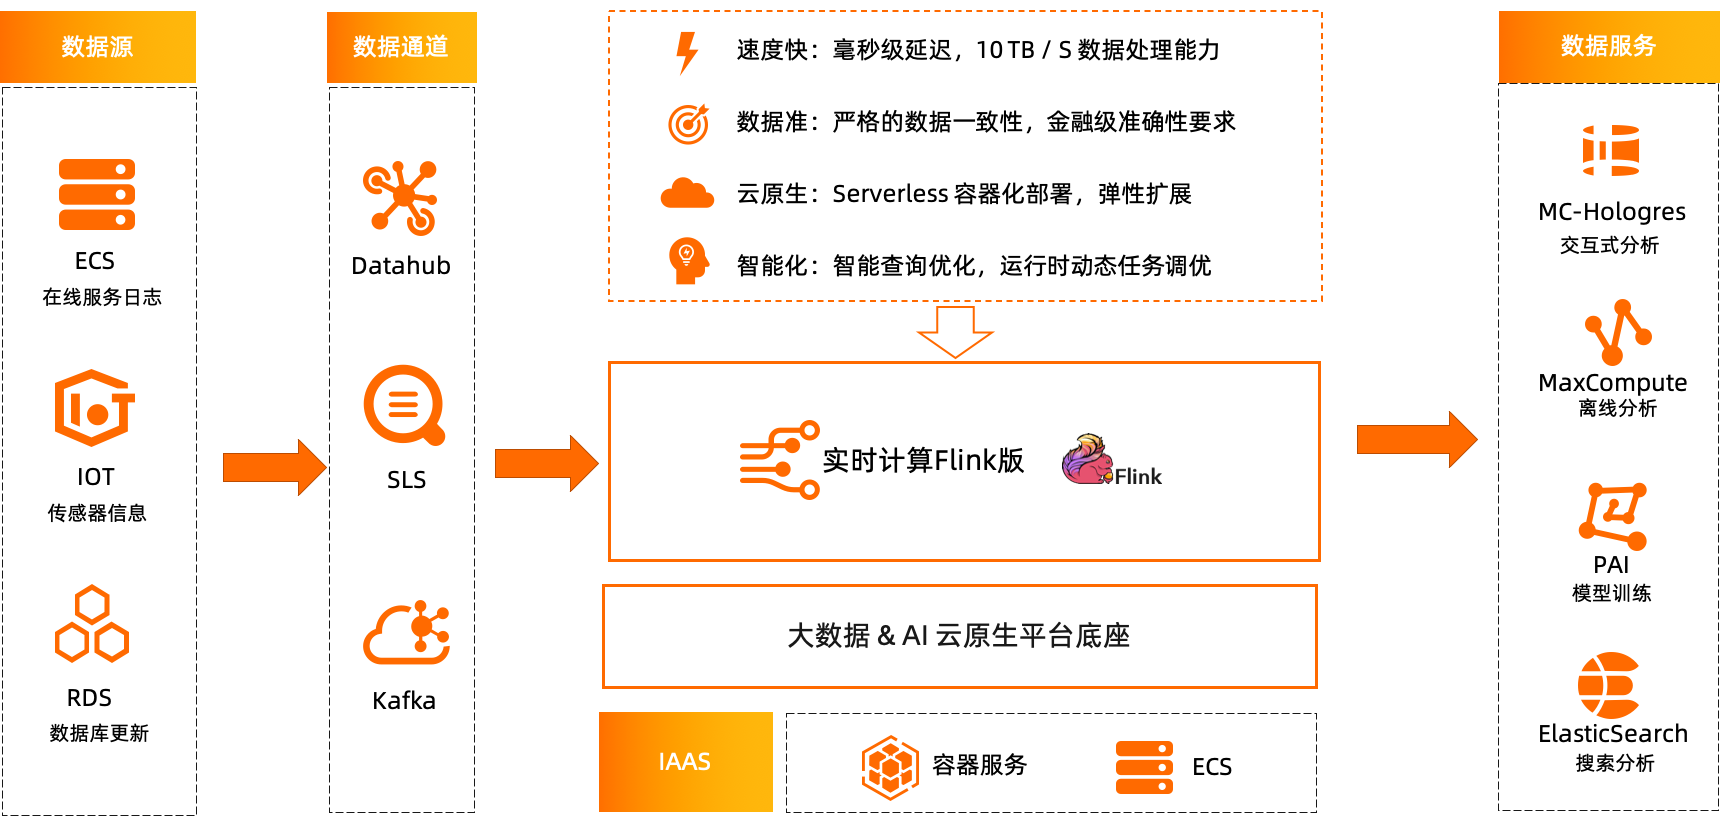 数据源
ECS
在线服务日志
IOT
传感器信息
RDS
数据库更新
数据通道
Datahub
SLS
Kafka
速度快：毫秒级延迟，10 TB / S 数据处理能力
数据准：严格的数据一致性，金融级准确性要求
云原生：Serverless 容器化部署，弹性扩展
智能化：智能查询优化，运行时动态任务调优
实时计算Flink版
Flink
大数据 & AI 云原生平台底座
IAAS
容器服务
ECS
数据服务
MC-Hologres
交互式分析
MaxCompute
离线分析
PAI
模型训练
ElasticSearch
搜索分析